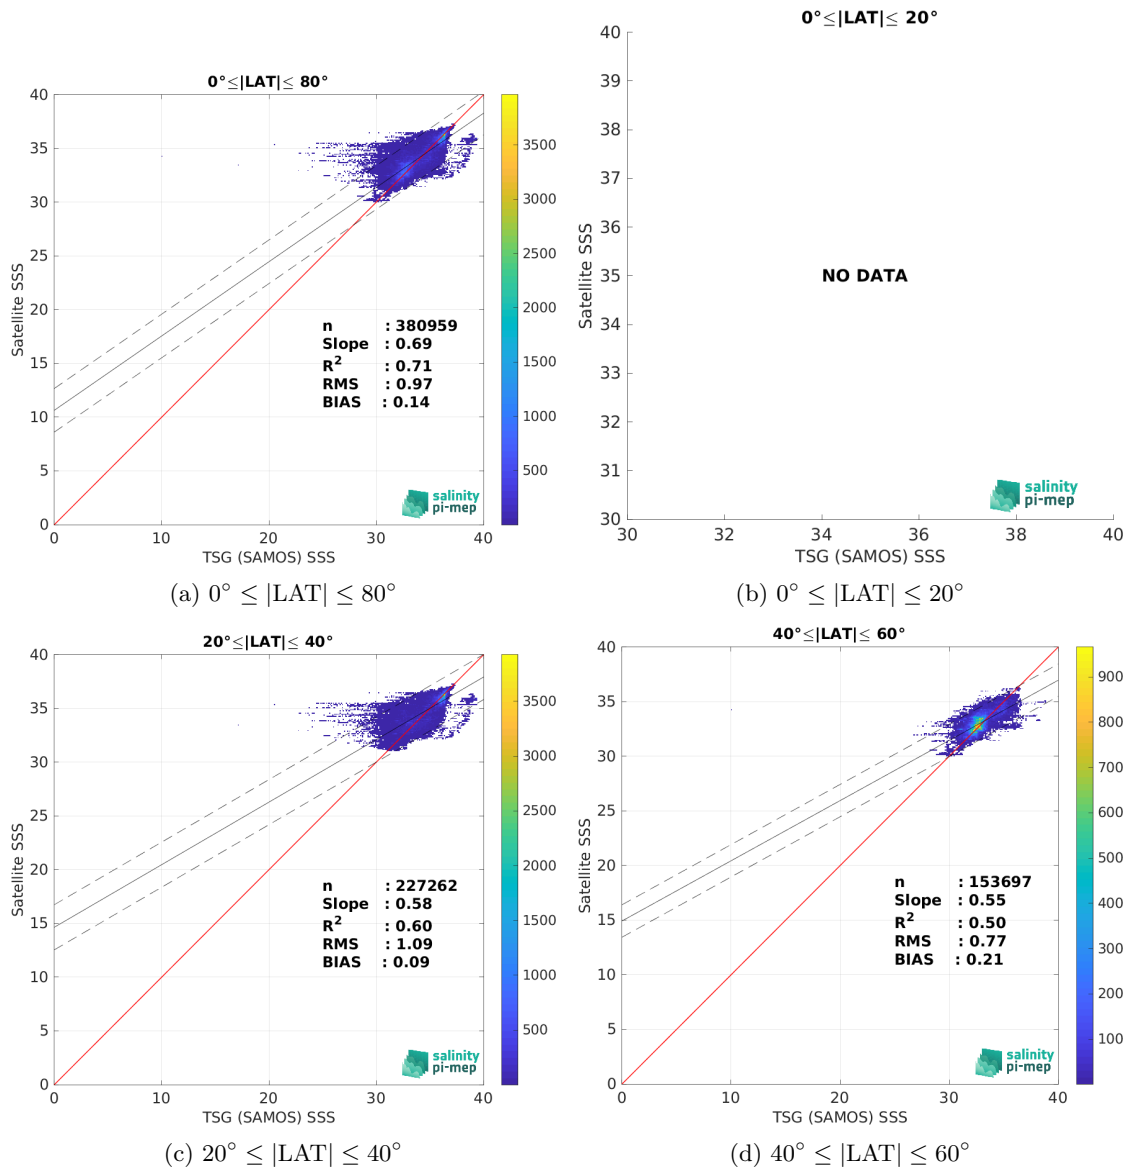 0°≤|LAT|≤ 80°
40
35
30
25
20
15
10
5
0
0
10
20
30
40
Satellite SSS
TSG (SAMOS) SSS
n : 380959
Slope : 0.69
R² : 0.71
RMS : 0.97
BIAS : 0.14
salinity
pi-mep
3500
3000
2500
2000
1500
1000
500
(a) 0° ≤ |LAT| ≤ 80°
0°≤|LAT|≤ 20°
40
39
38
37
36
35
34
33
32
31
30
30
32
34
36
38
40
Satellite SSS
TSG (SAMOS) SSS
NO DATA
salinity
pi-mep
(b) 0° ≤ |LAT| ≤ 20°
20°≤|LAT|≤ 40°
40
35
30
25
20
15
10
5
0
0
10
20
30
40
Satellite SSS
TSG (SAMOS) SSS
n : 227262
Slope : 0.58
R² : 0.60
RMS : 1.09
BIAS : 0.09
salinity
pi-mep
3500
3000
2500
2000
1500
1000
500
(c) 20° ≤ |LAT| ≤ 40°
40°≤|LAT|≤ 60°
40
35
30
25
20
15
10
5
0
0
10
20
30
40
Satellite SSS
TSG (SAMOS) SSS
n : 153697
Slope : 0.55
R² : 0.50
RMS : 0.77
BIAS : 0.21
salinity
pi-mep
900
800
700
600
500
400
300
200
100
(d) 40° ≤ |LAT| ≤ 60°